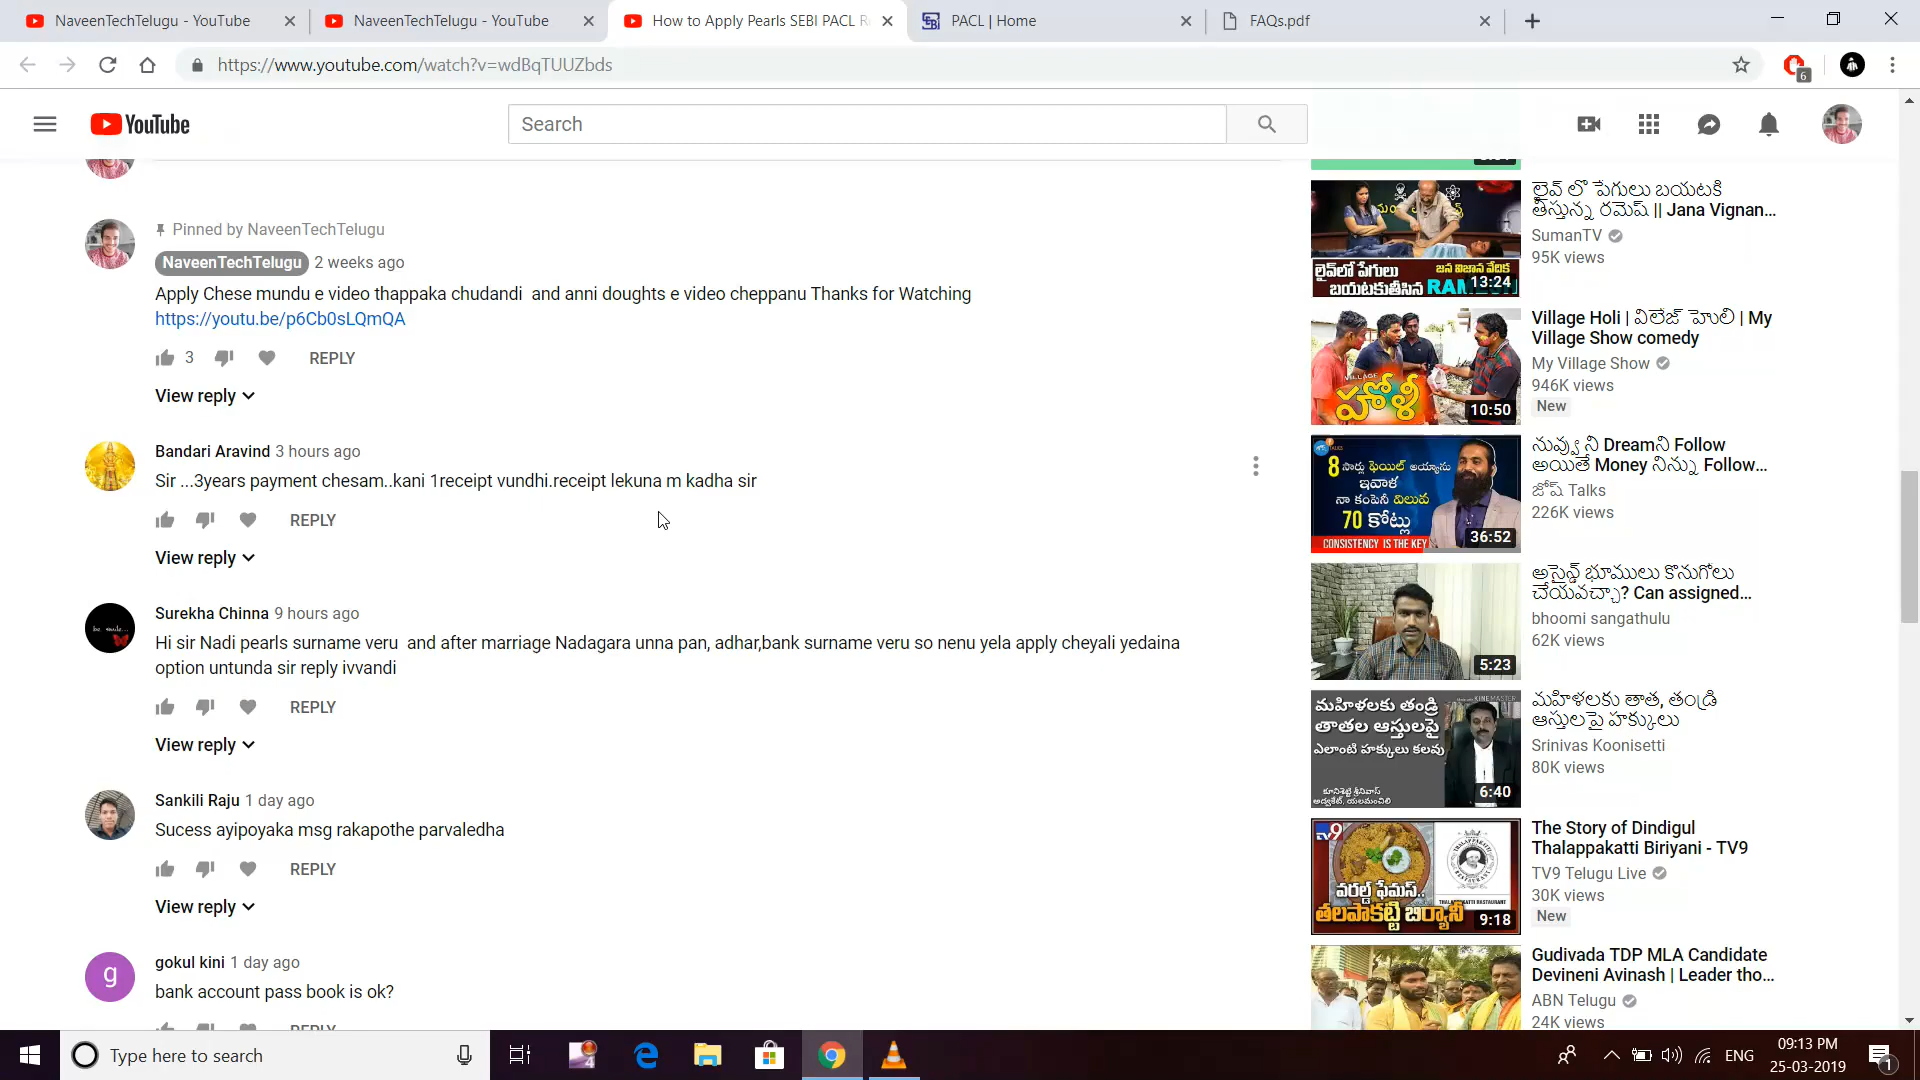 NaveenTechTelugu - YouTube
NaveenTechTelugu - YouTube
How to Apply Pearls SEBI PACL R
PACL | Home
FAQs.pdf
https://www.youtube.com/watch?v=wdBqTUUZbds
6
YouTube
Search
Pinned by NaveenTechTelugu
NaveenTechTelugu 2 weeks ago
Apply Chese mundu e video thappaka chudandi and anni doughts e video cheppanu Thanks for Watching
https://youtu.be/p6Cb0sLQmQA
3 REPLY
View reply
Bandari Aravind 3 hours ago
Sir ...3years payment chesam..kani 1receipt vundhi.receipt lekuna m kadha sir
REPLY
View reply
Surekha Chinna 9 hours ago
Hi sir Nadi pearls surname veru and after marriage Nadagara unna pan, adhar,bank surname veru so nenu yela apply cheyali yedaina
option untunda sir reply ivvandi
REPLY
View reply
Sankili Raju 1 day ago
Sucess ayipoyaka msg rakapothe parvaledha
REPLY
View reply
g
gokul kini 1 day ago
bank account pass book is ok?
REPLY
లైవ్‌లో పేగులు
బయటకుతీసిన
జన విజ్ఞాన వేదిక
13:24
లైవ్ లో పేగులు బయటకి
తీస్తున్న రమేష్ || Jana Vignan...
SumanTV
95K views
VILLAGE
హోళీ
10:50
Village Holi | విలేజ్ హోలి | My
Village Show comedy
My Village Show
946K views
New
8 సార్లు ఫెయిల్ అయ్యాను
ఇవాళ
నా కంపెనీ విలువ
70 కోట్లు
CONSISTENCY IS THE KEY
36:52
నువ్వు నీ Dreamని Follow
అయితే Money నిన్ను Follow...
జోష్ Talks
226K views
5:23
అసైన్డ్ భూములు కొనుగోలు
చేయవచ్చా? Can assigned...
bhoomi sangathulu
62K views
మహిళలకు తండ్రి
తాతల ఆస్తులపై
ఎలాంటి హక్కులు కలవు
కూనిశెట్టి శ్రీనివాస్
అడ్వకేట్, యలమంచిలి
KINEMASTER
6:40
మహిళలకు తాత, తండ్రి
ఆస్తులపై హక్కులు
Srinivas Koonisetti
80K views
TV9
వరల్డ్ ఫేమస్..
తలపాకట్టి బిర్యానీ
9:18
The Story of Dindigul
Thalappakatti Biriyani - TV9
TV9 Telugu Live
30K views
New
Gudivada TDP MLA Candidate
Devineni Avinash | Leader tho...
ABN Telugu
24K views
Type here to search
4
ENG
09:13 PM
25-03-2019
1